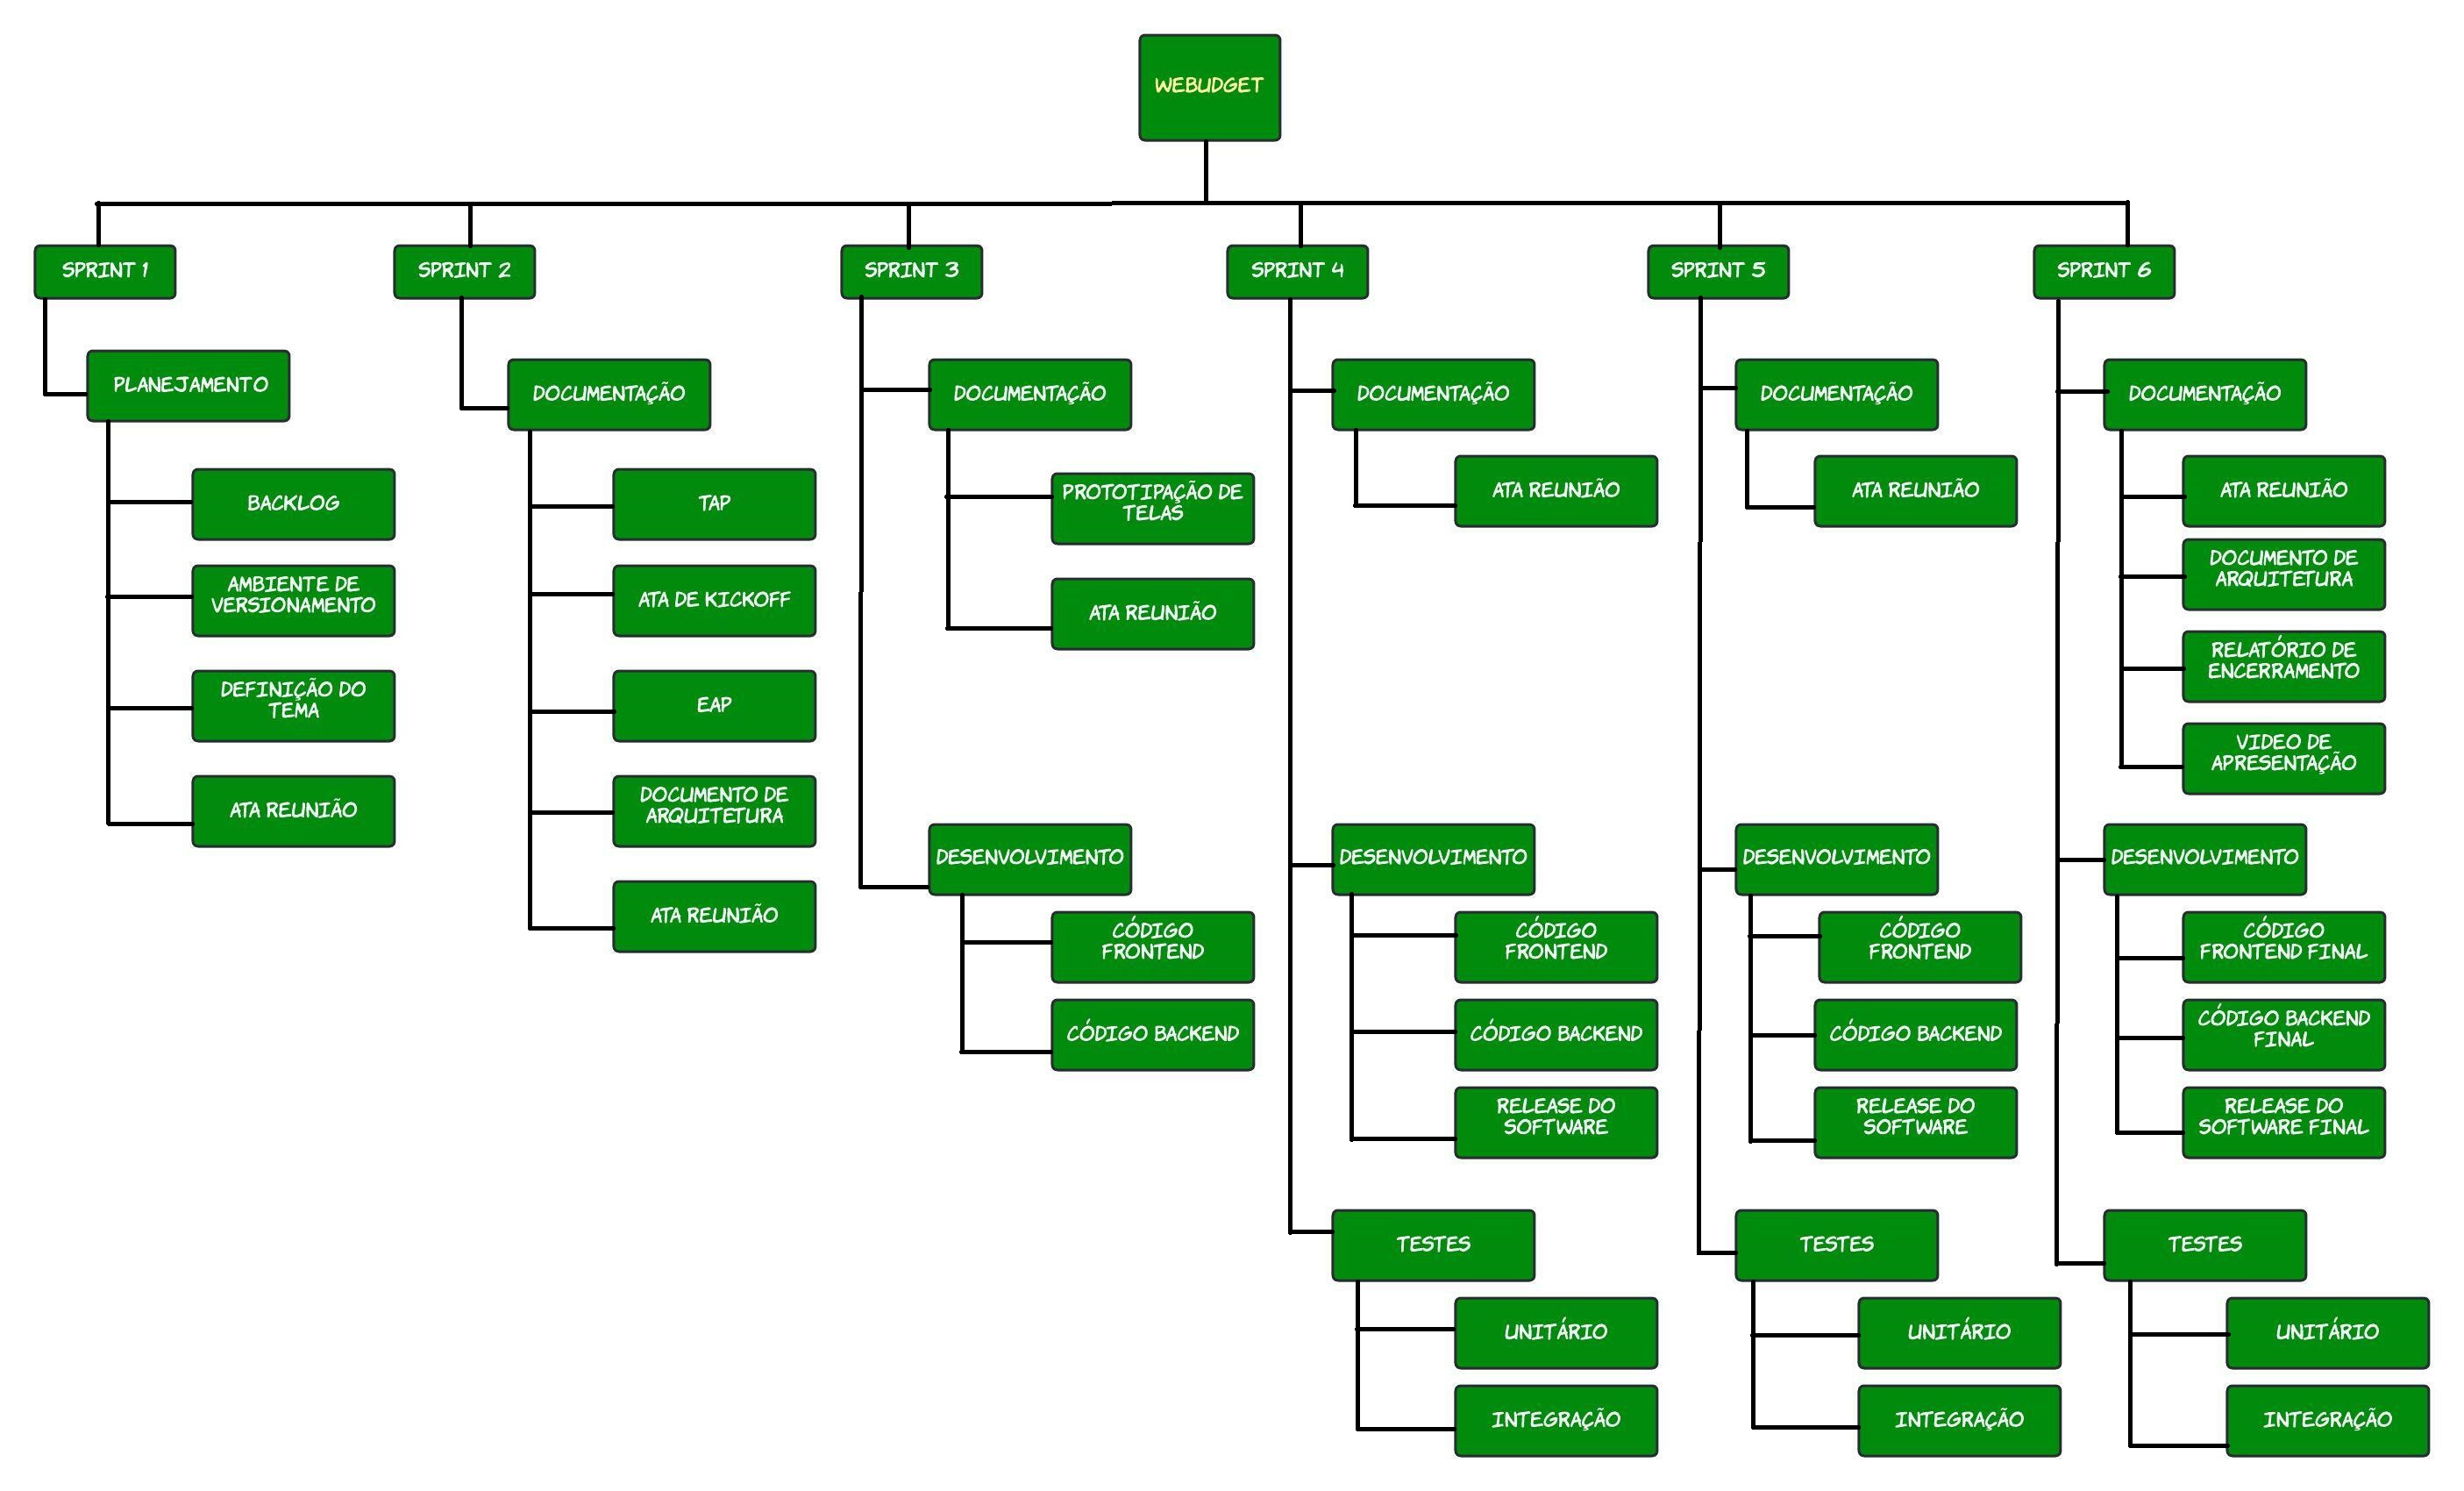 WEBUDGET
SPRINT 1
PLANEJAMENTO
BACKLOG
AMBIENTE DE
VERSIONAMENTO
DEFINIÇÃO DO
TEMA
ATA REUNIÃO
SPRINT 2
DOCUMENTAÇÃO
TAP
ATA DE KICKOFF
EAP
DOCUMENTO DE
ARQUITETURA
ATA REUNIÃO
SPRINT 3
DOCUMENTAÇÃO
PROTOTIPAÇÃO DE
TELAS
ATA REUNIÃO
DESENVOLVIMENTO
CÓDIGO
FRONTEND
CÓDIGO BACKEND
SPRINT 4
DOCUMENTAÇÃO
ATA REUNIÃO
DESENVOLVIMENTO
CÓDIGO
FRONTEND
CÓDIGO BACKEND
RELEASE DO
SOFTWARE
TESTES
UNITÁRIO
INTEGRAÇÃO
SPRINT 5
DOCUMENTAÇÃO
ATA REUNIÃO
DESENVOLVIMENTO
CÓDIGO
FRONTEND
CÓDIGO BACKEND
RELEASE DO
SOFTWARE
TESTES
UNITÁRIO
INTEGRAÇÃO
SPRINT 6
DOCUMENTAÇÃO
ATA REUNIÃO
DOCUMENTO DE
ARQUITETURA
RELATÓRIO DE
ENCERRAMENTO
VIDEO DE
APRESENTAÇÃO
DESENVOLVIMENTO
CÓDIGO
FRONTEND FINAL
CÓDIGO BACKEND
FINAL
RELEASE DO
SOFTWARE FINAL
TESTES
UNITÁRIO
INTEGRAÇÃO